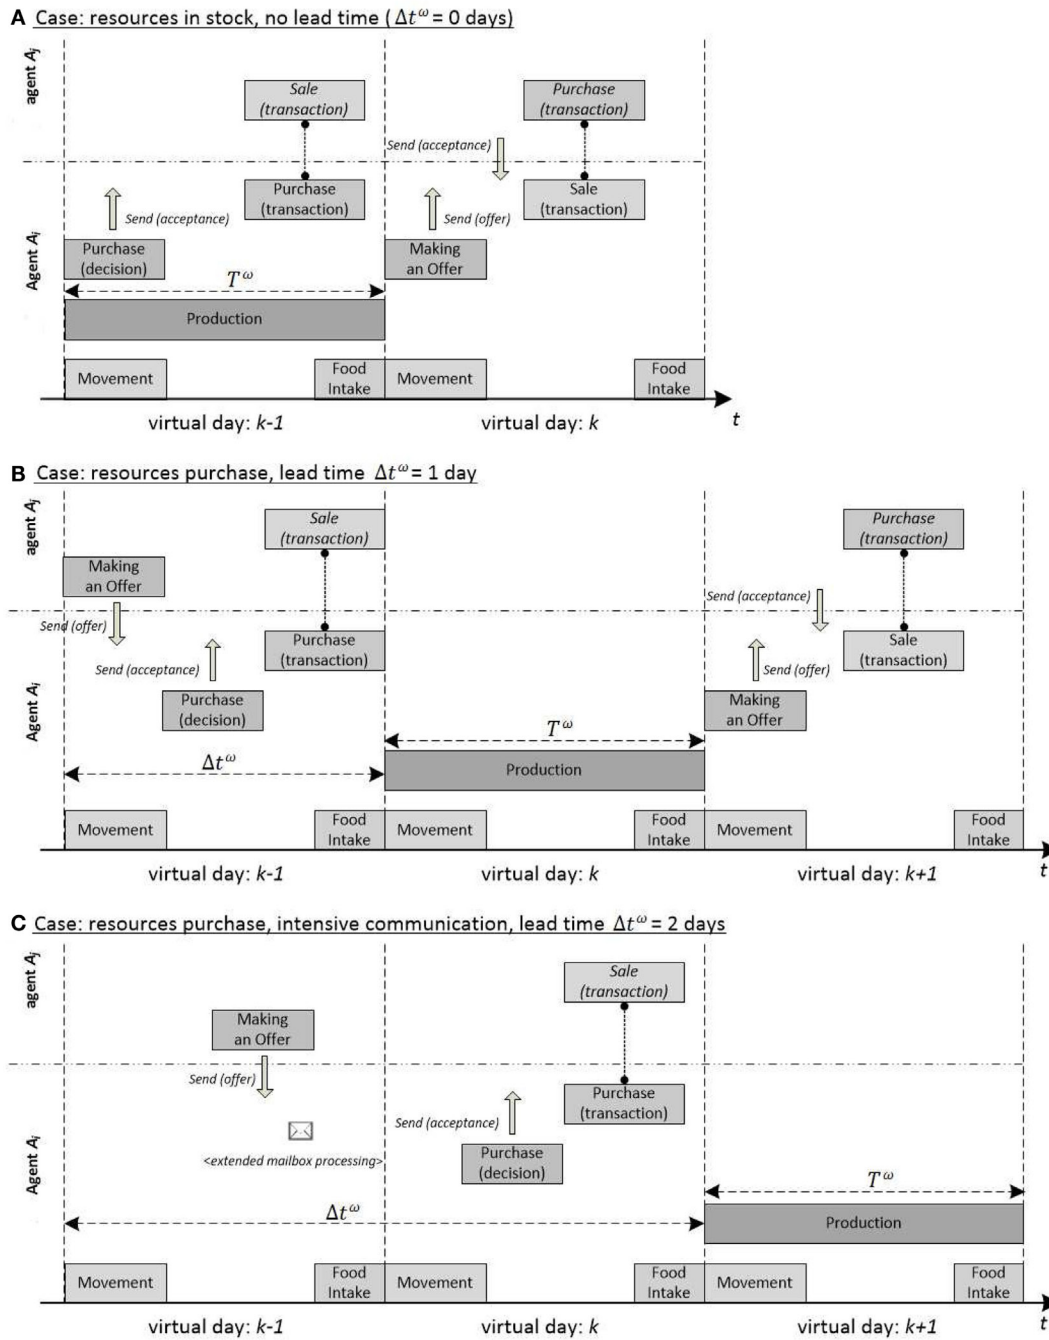 A Case: resources in stock, no lead time (Δt^ω = 0 days)
agent Aj
Sale
(transaction)
Purchase
(transaction)
Send (acceptance)
Purchase
(transaction)
Sale
(transaction)
Send (acceptance)
Send (offer)
Agent Ai
Purchase
(decision)
Making
an Offer
T^ω
Production
Movement
Food
Intake
Movement
Food
Intake
virtual day: k-1
virtual day: k
t
B Case: resources purchase, lead time Δt^ω = 1 day
agent Aj
Sale
(transaction)
Purchase
(transaction)
Making
an Offer
Send (acceptance)
Send (offer)
Purchase
(transaction)
Sale
(transaction)
Send (acceptance)
Send (offer)
Agent Ai
Purchase
(decision)
Making
an Offer
T^ω
Δt^ω
Production
Movement
Food
Intake
Movement
Food
Intake
Movement
Food
Intake
virtual day: k-1
virtual day: k
virtual day: k+1
t
C Case: resources purchase, intensive communication, lead time Δt^ω = 2 days
agent Aj
Sale
(transaction)
Making
an Offer
Send (offer)
Purchase
(transaction)
Send (acceptance)
<extended mailbox processing>
Agent Ai
Purchase
(decision)
T^ω
Δt^ω
Production
Movement
Food
Intake
Movement
Food
Intake
Movement
Food
Intake
virtual day: k-1
virtual day: k
virtual day: k+1
t